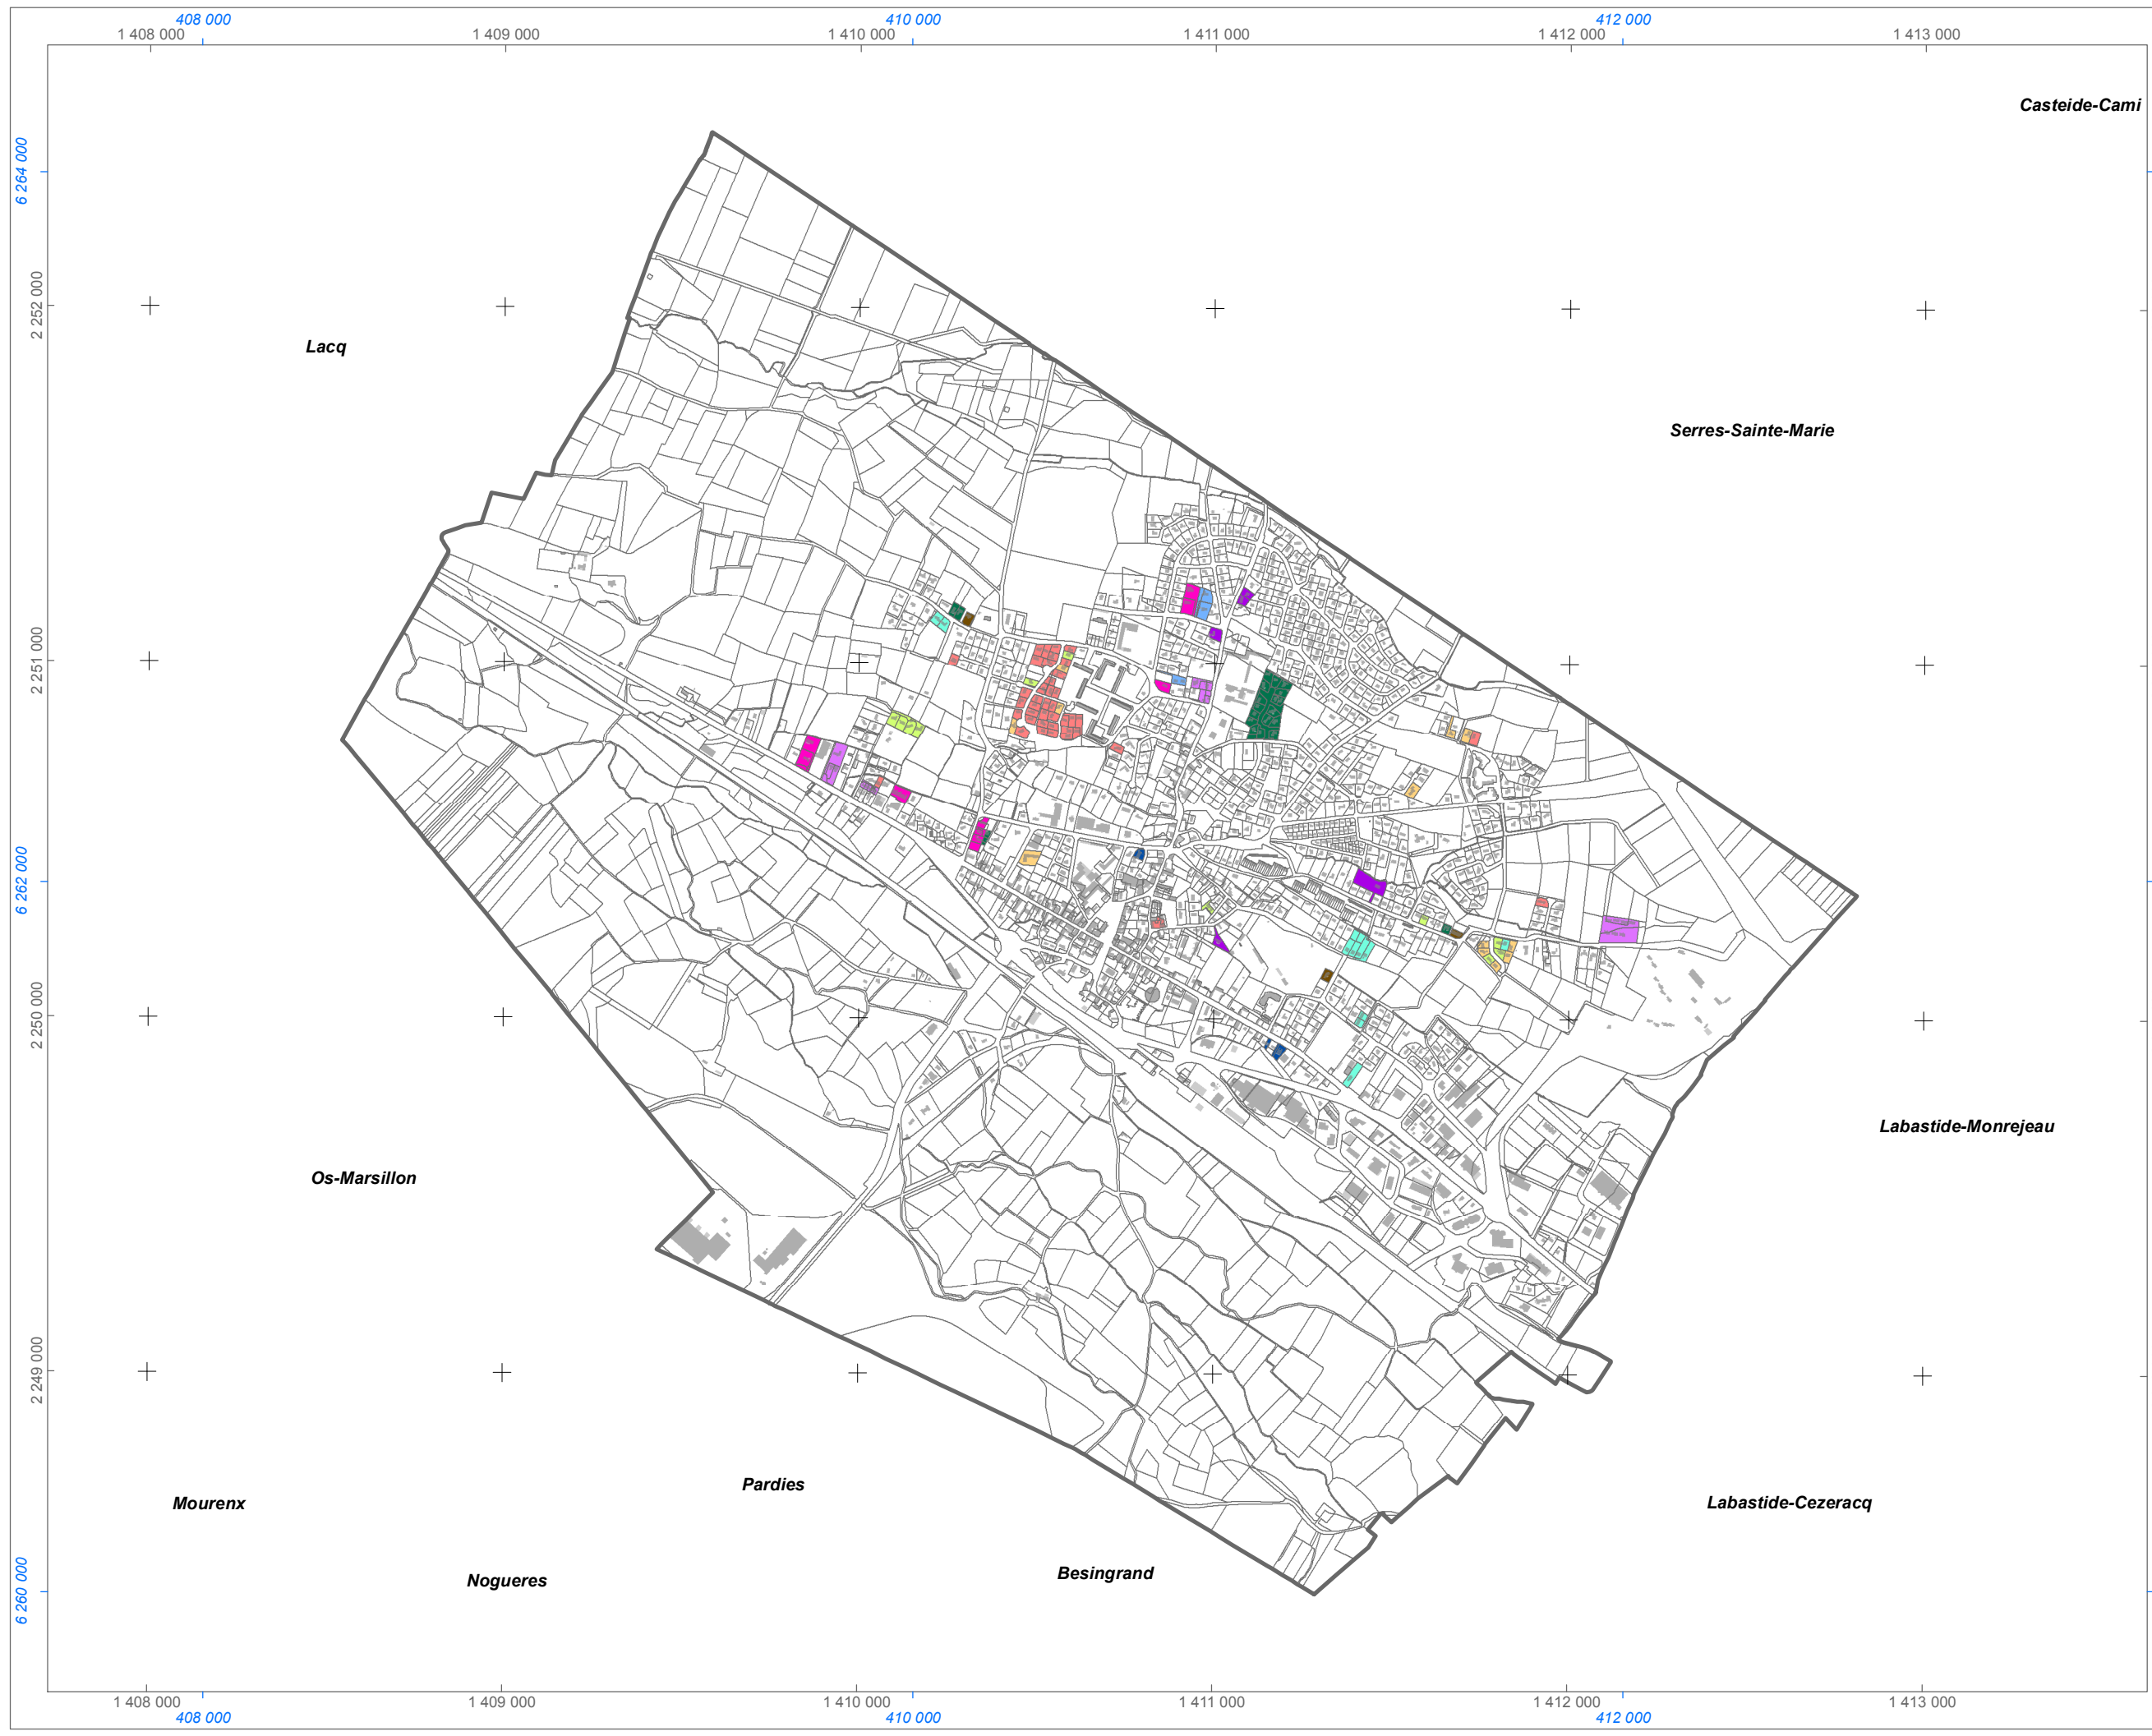 408 000 410 000 412 000
1 408 000 1 409 000 1 410 000 1 411 000 1 412 000 1 413 000
Casteide-Cami
6 264 000
2 252 000
Lacq
Serres-Sainte-Marie
2 251 000
6 262 000
2 250 000
Labastide-Monrejeau
Os-Marsillon
2 249 000
Pardies
Mourenx
Labastide-Cezeracq
Besingrand
Nogueres
6 260 000
1 408 000 1 409 000 1 410 000 1 411 000 1 412 000 1 413 000
408 000 410 000 412 000